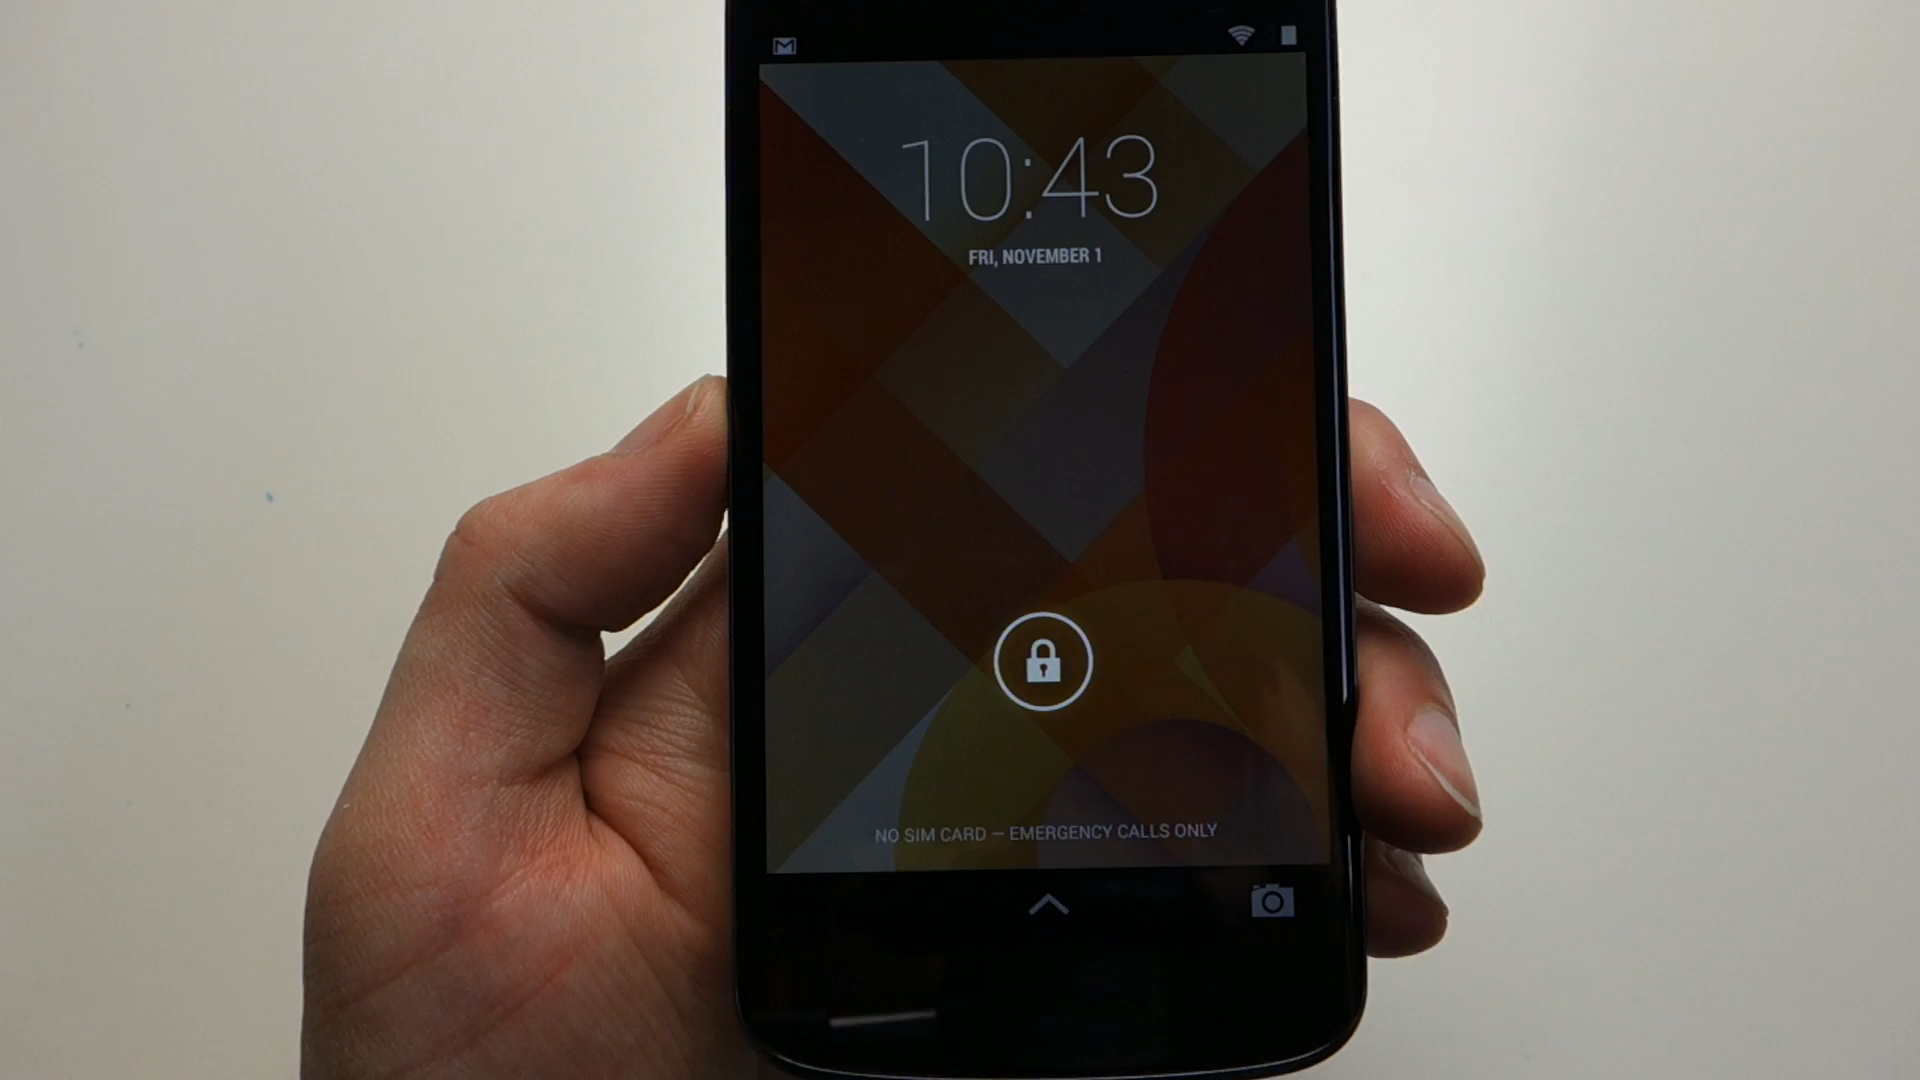 10:43
FRI, NOVEMBER 1
NO SIM CARD — EMERGENCY CALLS ONLY